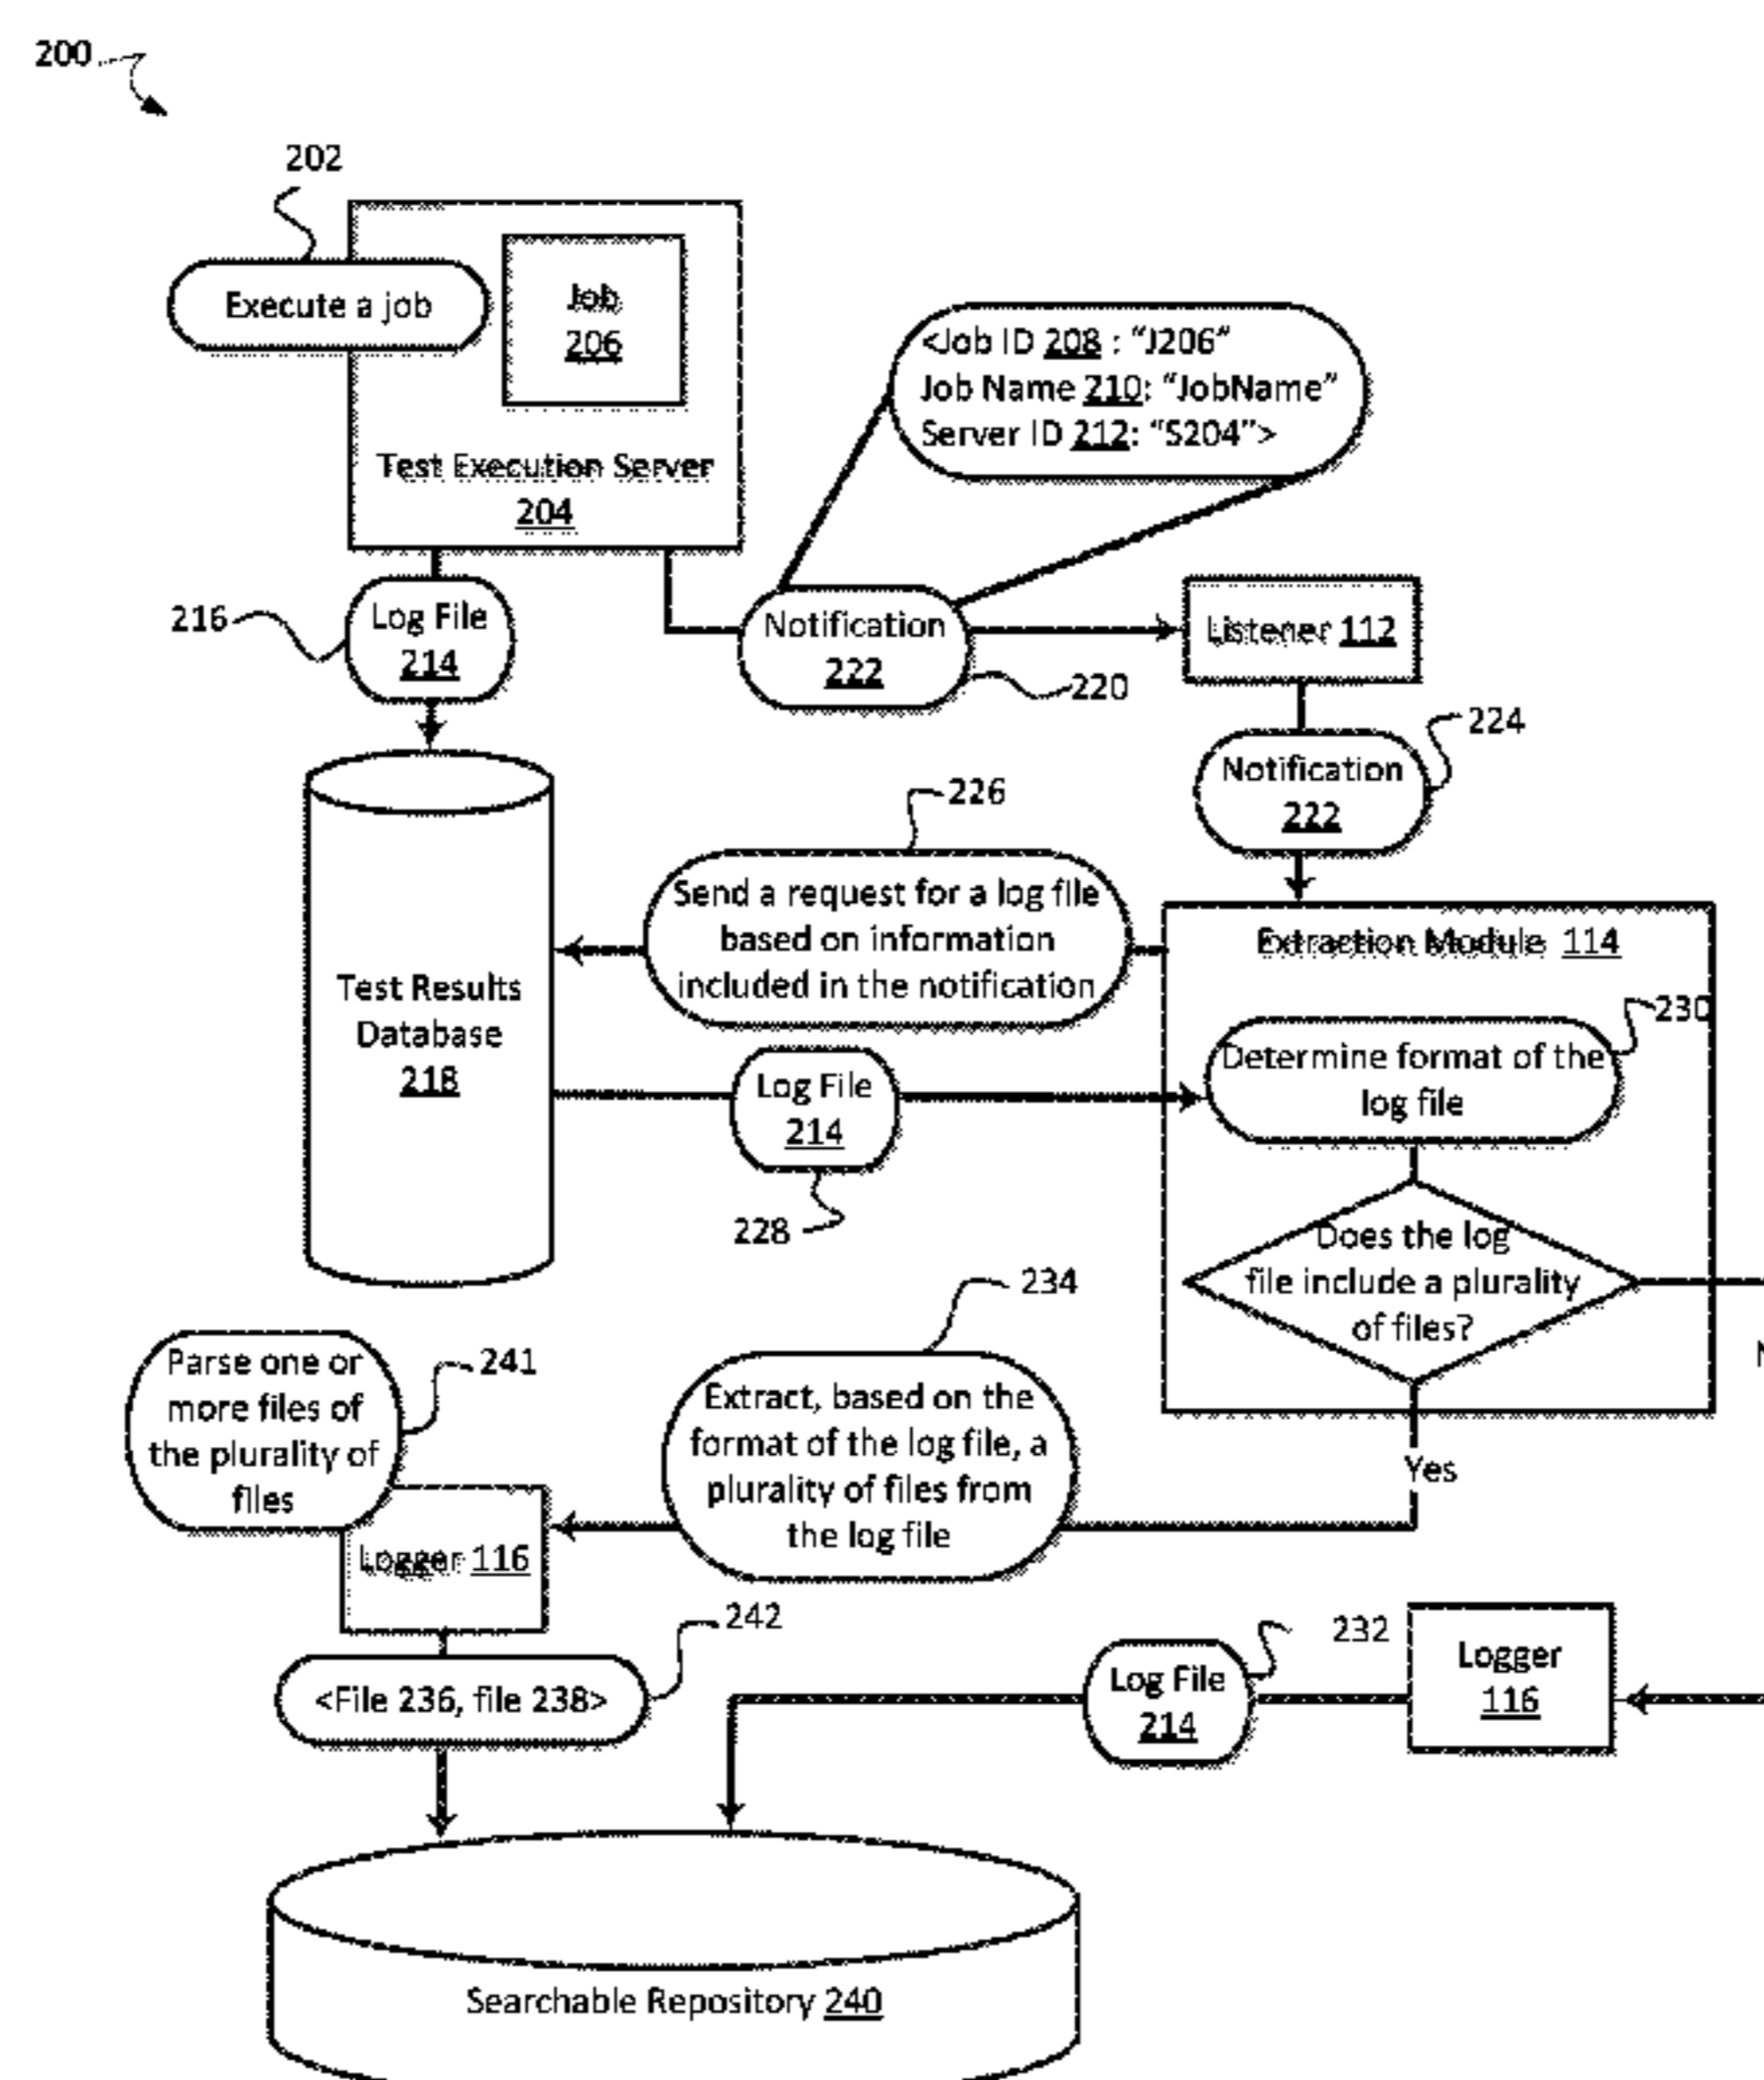 200
202
Execute a job
Job
206
Test Execution Server
204
<Job ID 208 : “J206”
Job Name 210: “JobName”
Server ID 212: “S204”>
216
Log File
214
Notification
222
220
Listener 112
Notification
222
224
226
Send a request for a log file
based on information
included in the notification
Extraction Module 114
230
Determine format of the
log file
Test Results
Database
218
Log File
214
228
Does the log
file include a plurality
of files?
Yes
234
Extract, based on the
format of the log file, a
plurality of files from
the log file
Parse one or
more files of
the plurality of
files
241
Logger 116
242
<File 236, file 238>
232
Log File
214
Logger
116
Searchable Repository 240